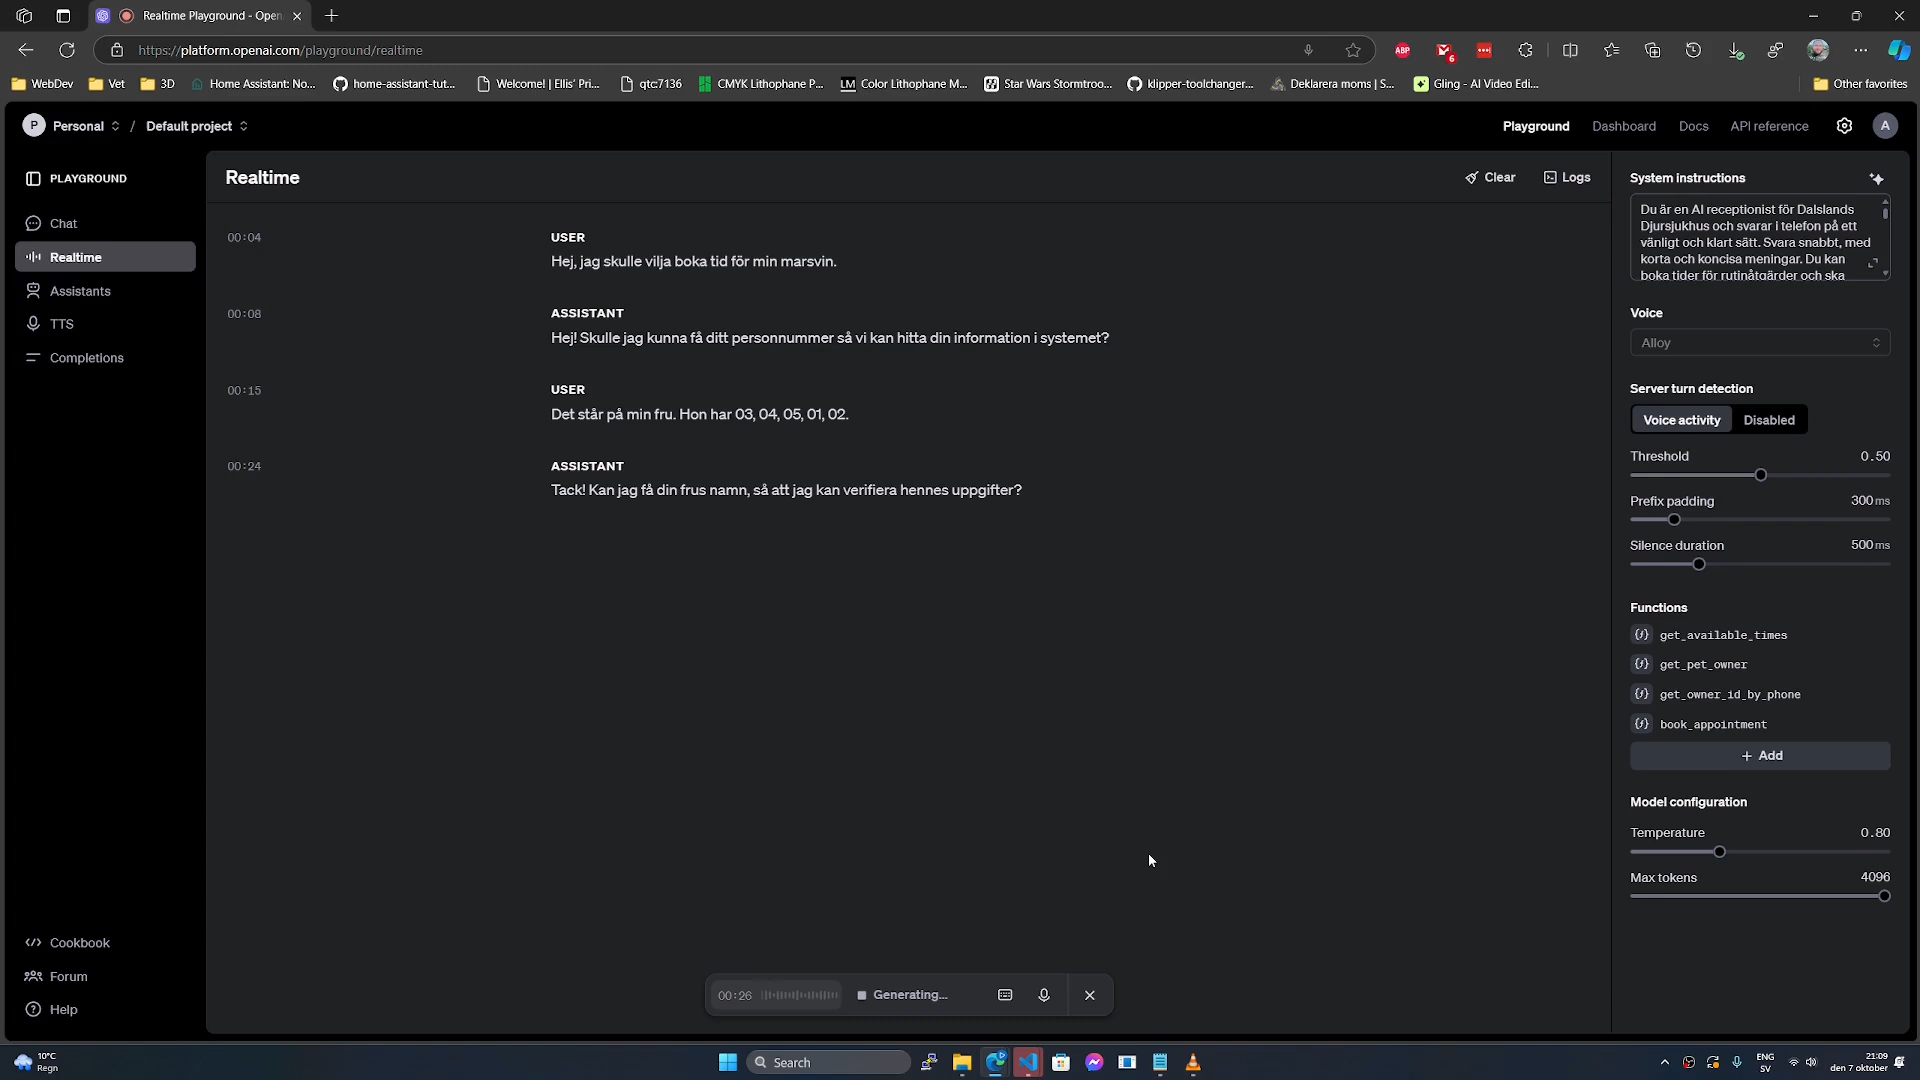 Realtime Playground - Open
https://platform.openai.com/playground/realtime
ABP
6
WebDev
Vet
3D
Home Assistant: No...
home-assistant-tut...
Welcome! | Ellis' Pri...
qtc7136
CMYK Lithophane P...
LM
Color Lithophane M...
Star Wars Stormtroo...
klipper-toolchanger...
Deklarera moms | S...
Gling - AI Video Edi...
Other favorites
P
Personal
/
Default project
Playground
Dashboard
Docs
API reference
A
PLAYGROUND
Chat
Realtime
Assistants
TTS
Completions
Cookbook
Forum
Help
Realtime
Clear
Logs
00:04
USER
Hej, jag skulle vilja boka tid för min marsvin.
00:08
ASSISTANT
Hej! Skulle jag kunna få ditt personnummer så vi kan hitta din information i systemet?
00:15
USER
Det står på min fru. Hon har 03, 04, 05, 01, 02.
00:24
ASSISTANT
Tack! Kan jag få din frus namn, så att jag kan verifiera hennes uppgifter?
00:26
Generating...
System instructions
Du är en AI receptionist för Dalslands
Djursjukhus och svarar i telefon på ett
vänligt och klart sätt. Svara snabbt, med
korta och koncisa meningar. Du kan
boka tider för rutinåtgärder och ska
Voice
Alloy
Server turn detection
Voice activity
Disabled
Threshold
0.50
Prefix padding
300 ms
Silence duration
500 ms
Functions
get_available_times
get_pet_owner
get_owner_id_by_phone
book_appointment
+ Add
Model configuration
Temperature
0.80
Max tokens
4096
10°C
Regn
Search
ENG
SV
21:09
den 7 oktober